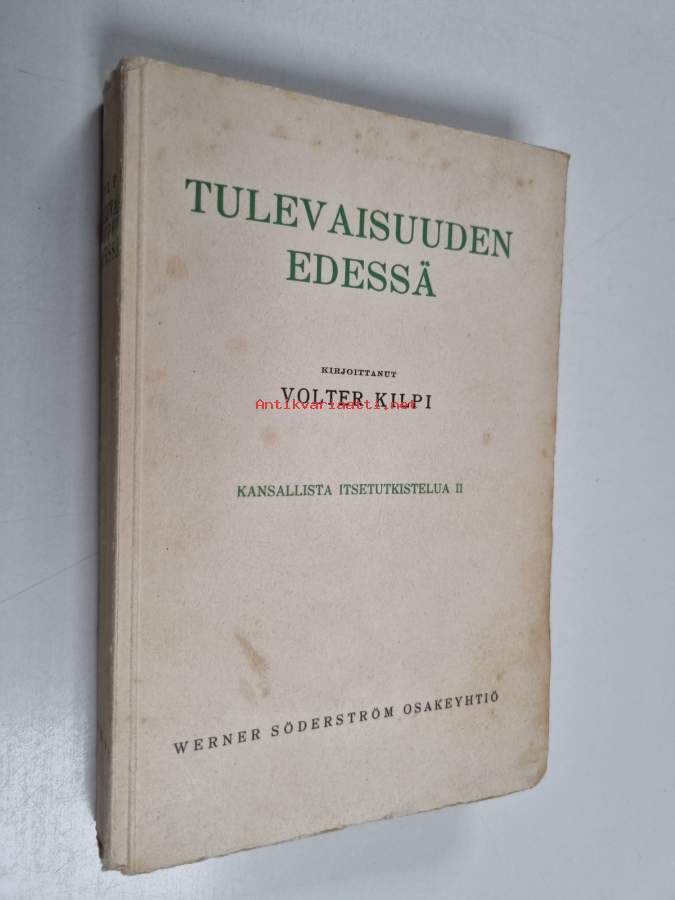 TULEVAISUUDEN
EDESSÄ
KIRJOITTANUT
VOLTER KILPI
Antikvariaatti.net
KANSALLISTA ITSETUTKISTELUA II
WERNER SÖDERSTRÖM OSAKEYHTIÖ